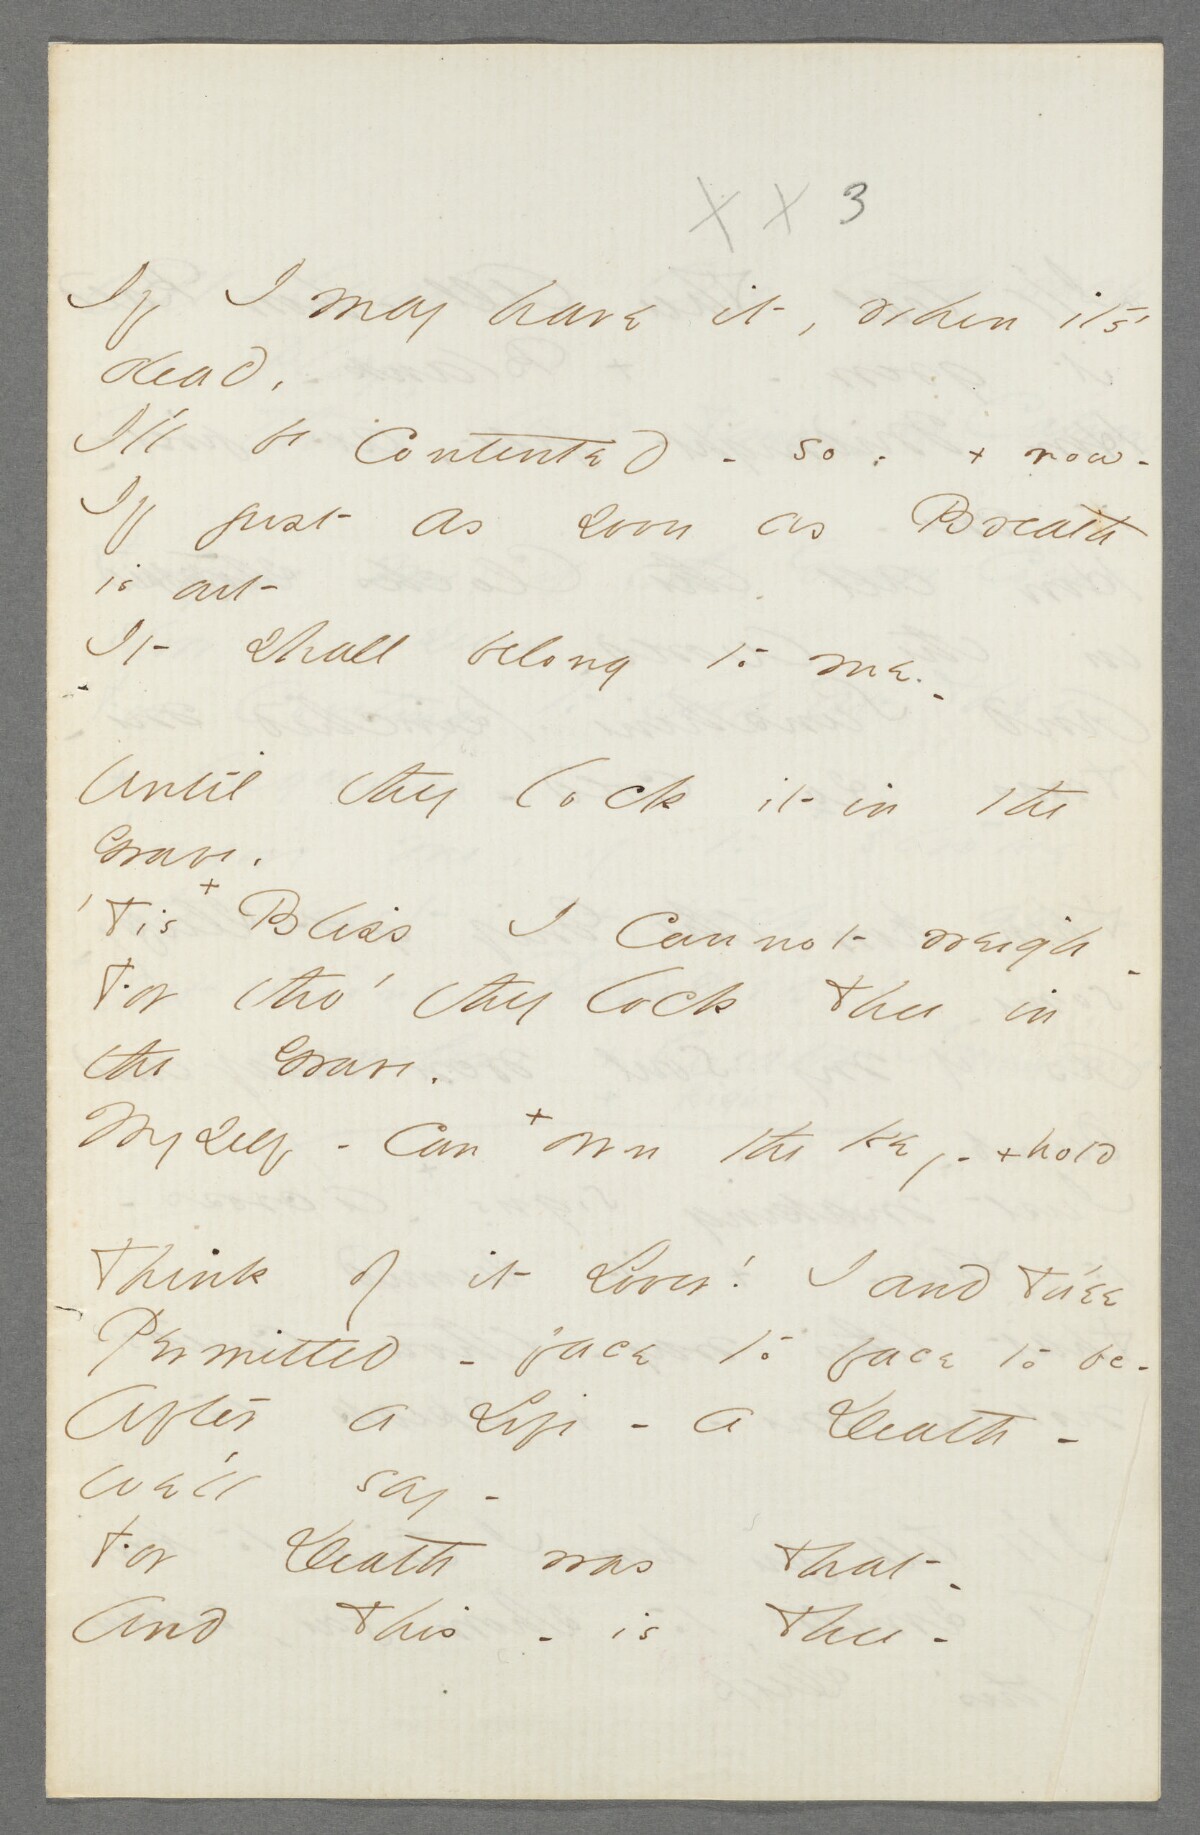 X X 3
If I may have it, when it's
dead,
I'll be Contented - so - + now -
If just as soon as Breath
is out
It shall belong to me -
Until they lock it in the
Grave,
'Tis + Bliss I cannot weigh -
For tho' they lock Thee in
the Grave,
Myself - can + own the key - + hold
Think of it Lover! I and Thee
Permitted - face to face to be -
After a Life - a Death -
we'll say -
For Death was That -
And This - is Thee -